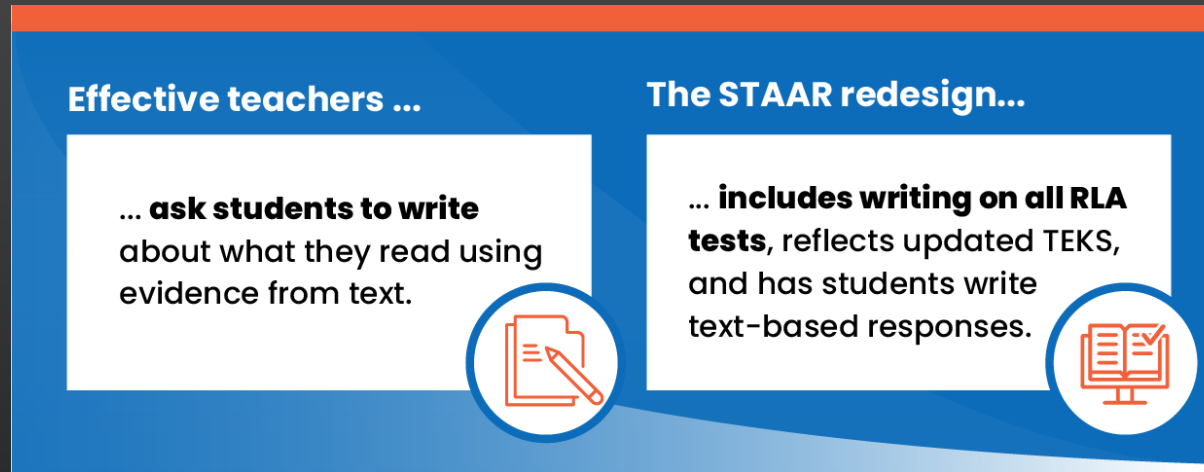 Effective teachers ...
... ask students to write
about what they read using
evidence from text.
The STAAR redesign...
... includes writing on all RLA
tests, reflects updated TEKS,
and has students write
text-based responses.